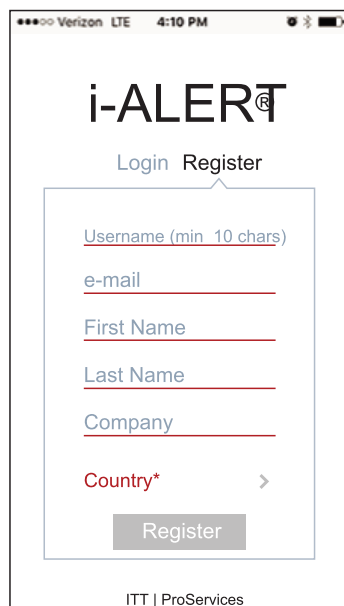 Verizon LTE 4:10 PM
i-ALERT®
Login Register
Username (min 10 chars)
e-mail
First Name
Last Name
Company
Country*
Register
ITT | ProServices